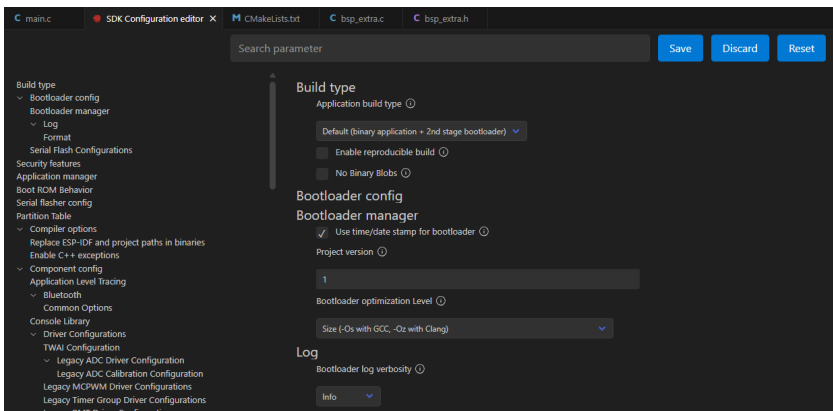 main.c
SDK Configuration editor
CMakeLists.txt
bsp_extra.c
bsp_extra.h
Search parameter
Save
Discard
Reset
Build type
Bootloader config
Bootloader manager
Log
Format
Serial Flash Configurations
Security features
Application manager
Boot ROM Behavior
Serial flasher config
Partition Table
Compiler options
Replace ESP-IDF and project paths in binaries
Enable C++ exceptions
Component config
Application Level Tracing
Bluetooth
Common Options
Console Library
Driver Configurations
TWAI Configuration
Legacy ADC Driver Configuration
Legacy ADC Calibration Configuration
Legacy MCPWM Driver Configurations
Legacy Timer Group Driver Configurations
Build type
Application build type
Default (binary application + 2nd stage bootloader)
Enable reproducible build
No Binary Blobs
Bootloader config
Bootloader manager
Use time/date stamp for bootloader
Project version
1
Bootloader optimization Level
Size (-Os with GCC, -Oz with Clang)
Log
Bootloader log verbosity
Info